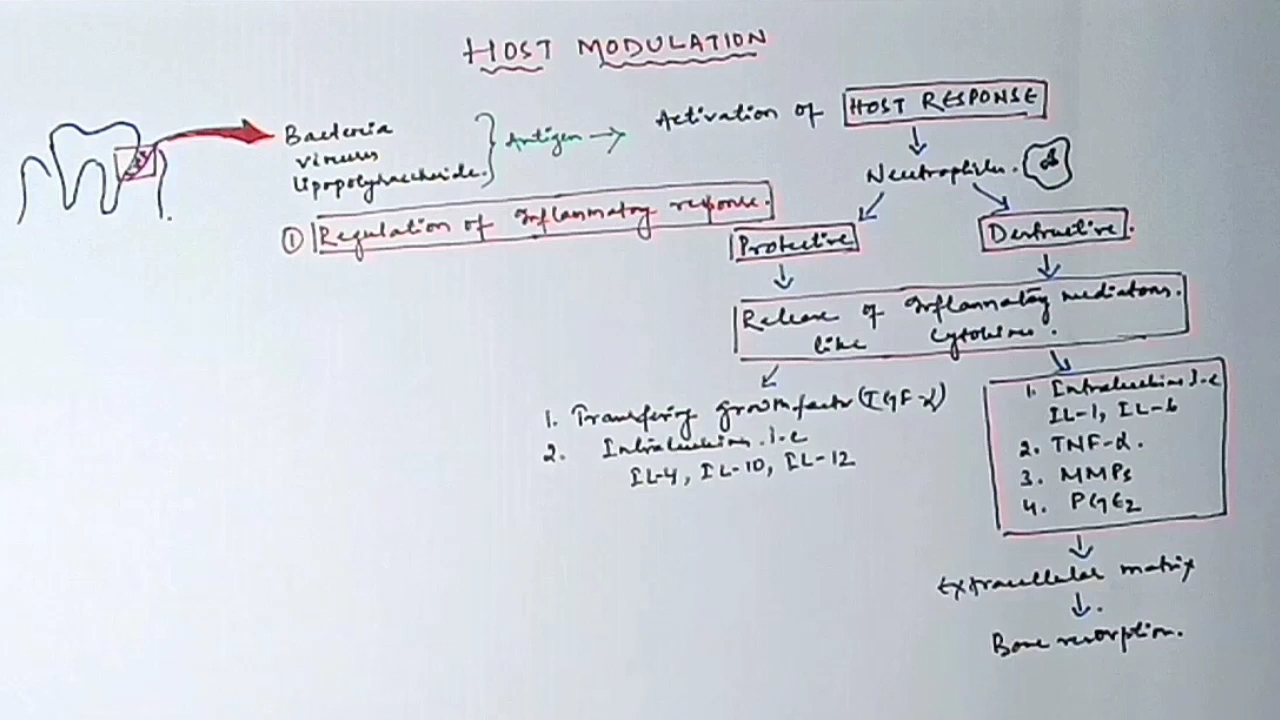 HOST MODULATION
Bacteria
viruses
Lipopolysaccharide.
Antigen →
Activation of HOST RESPONSE
Neutrophiles.
① Regulation of Inflammatory response.
Protective
Destructive.
Release of Inflammatory mediators.
like cytokines.
1. Transfering growth factor (TGF-α)
2. Interleukins i-e
IL-4, IL-10, IL-12
1. Interleukins i-e
IL-1, IL-6
2. TNF-α.
3. MMPs
4. PGE2
Extracellular matrix
Bone resorption.